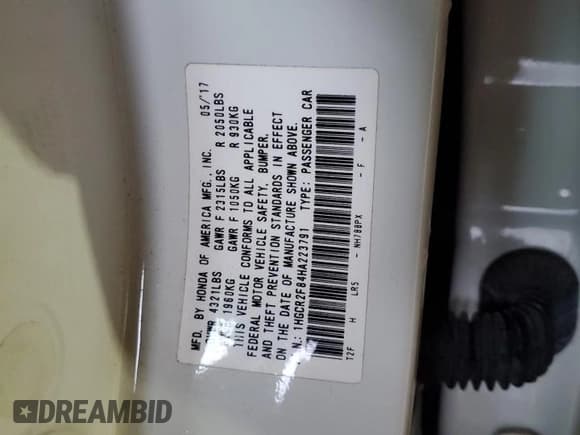 MFD. BY HONDA OF AMERICA MFG., INC. 05/'17
GVWR 4321LBS GAWR F 2315LBS R 2050LBS
1960KG GAWR F 1050KG R 930KG
THIS VEHICLE CONFORMS TO ALL APPLICABLE
FEDERAL MOTOR VEHICLE SAFETY, BUMPER,
AND THEFT PREVENTION STANDARDS IN EFFECT
ON THE DATE OF MANUFACTURE SHOWN ABOVE.
V.I.N.: 1HGCR2F84HA223791 TYPE: PASSENGER CAR
T2F H LR5 - NH788PX - F - A
DREAMBID